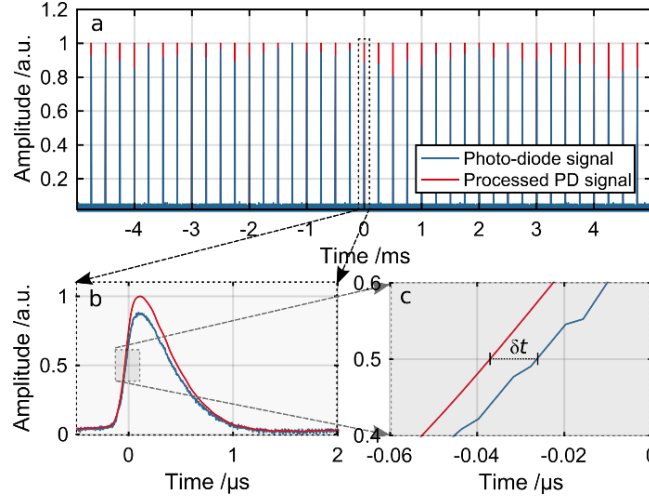 a
Amplitude /a.u.
1.2
1
0.8
0.6
0.4
0.2
Photo-diode signal
Processed PD signal
-4 -3 -2 -1 0 1 2 3 4
Time /ms
b
Amplitude /a.u.
1
0.5
0
0 1 2
Time /μs
c
0.6
0.5
0.4
δt
-0.06 -0.04 -0.02 0
Time /μs